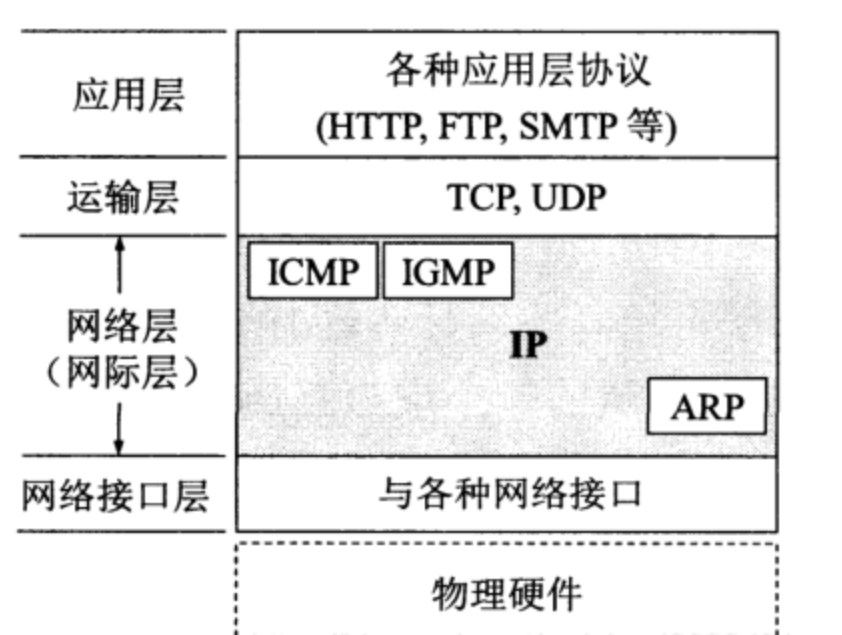 应用层
各种应用层协议
(HTTP, FTP, SMTP 等)
运输层
TCP, UDP
ICMP
IGMP
网络层
（网际层）
IP
ARP
网络接口层
与各种网络接口
物理硬件